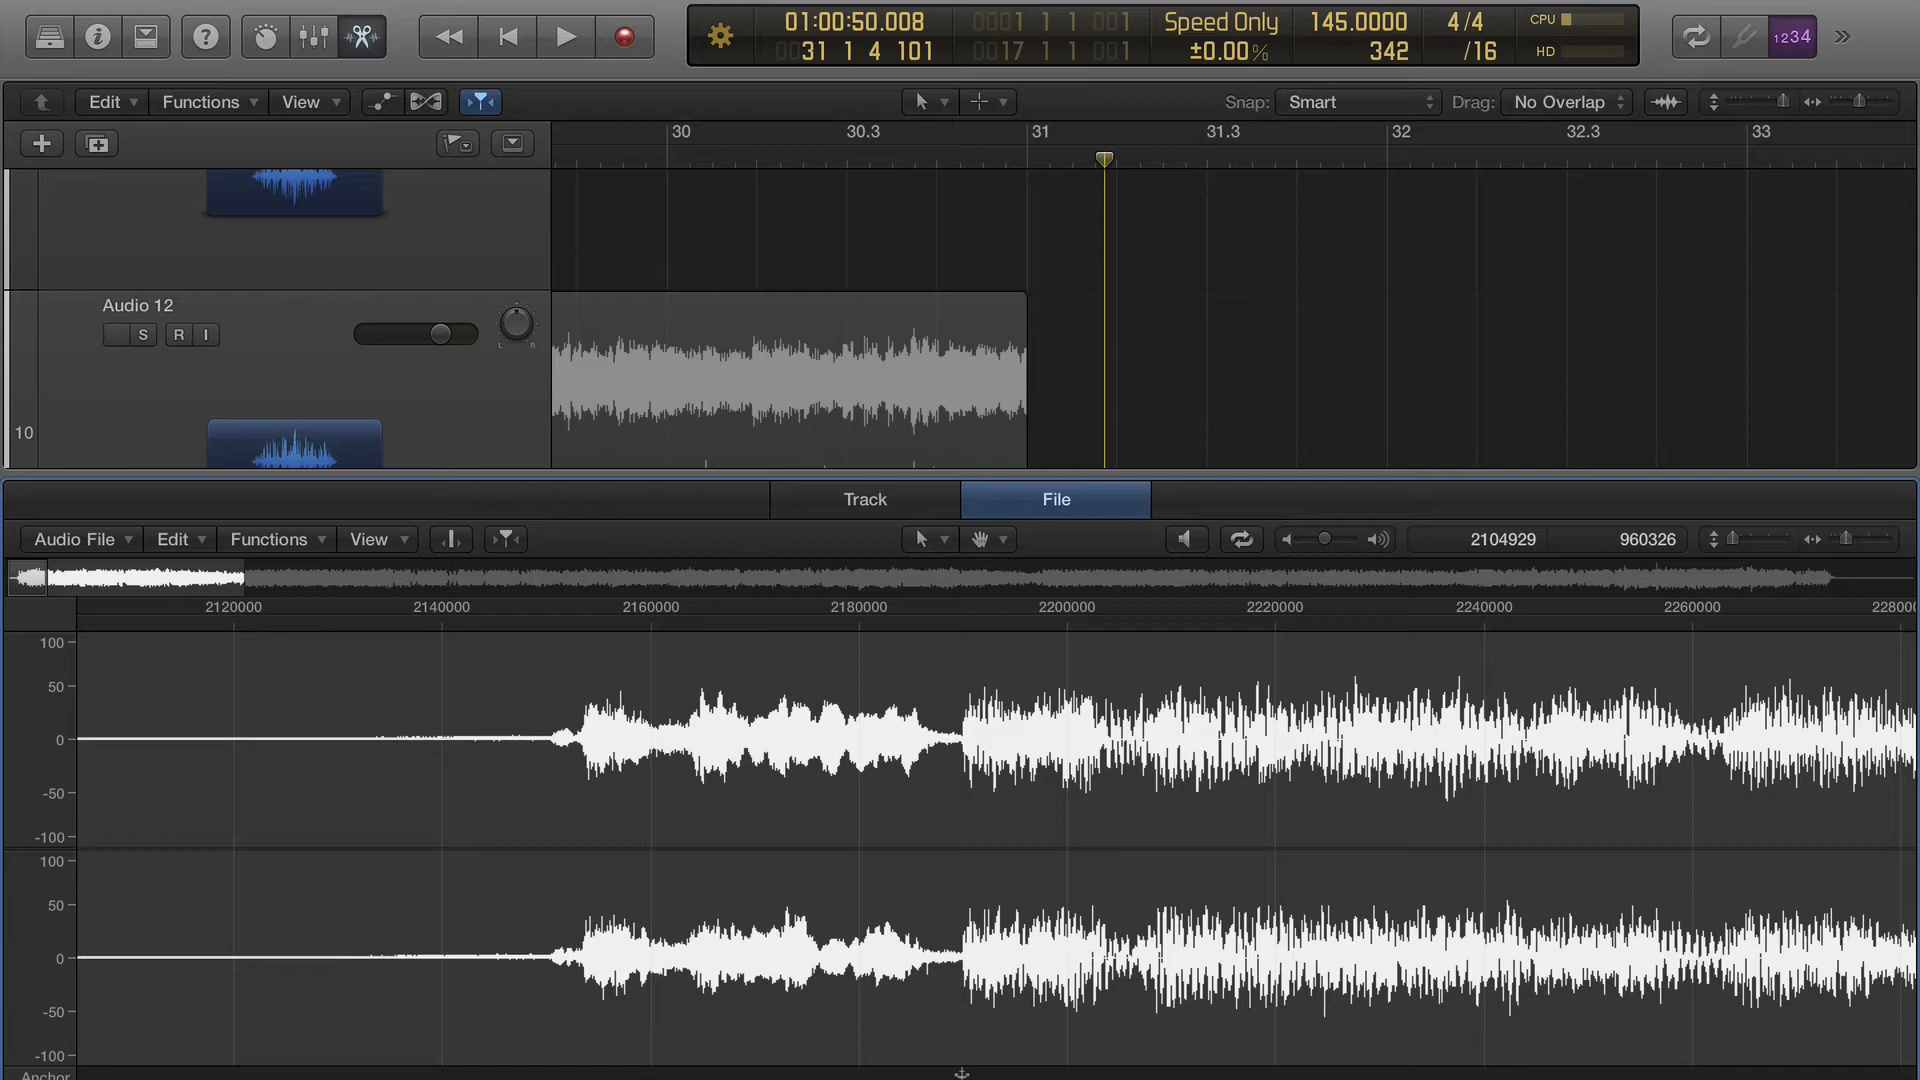 01:00:50.008 0001 1 1 001 Speed Only 145.0000 4/4 CPU
0031 1 4 101 0017 1 1 001 ±0.00% 342 /16 HD
1234
Edit Functions View Snap: Smart Drag: No Overlap
30 30.3 31 31.3 32 32.3 33
Audio 12
S R I
L R
10
Track File
Audio File Edit Functions View 2104929 960326
2120000 2140000 2160000 2180000 2200000 2220000 2240000 2260000 22800
100
50
0
-50
-100
100
50
0
-50
-100
Anchor